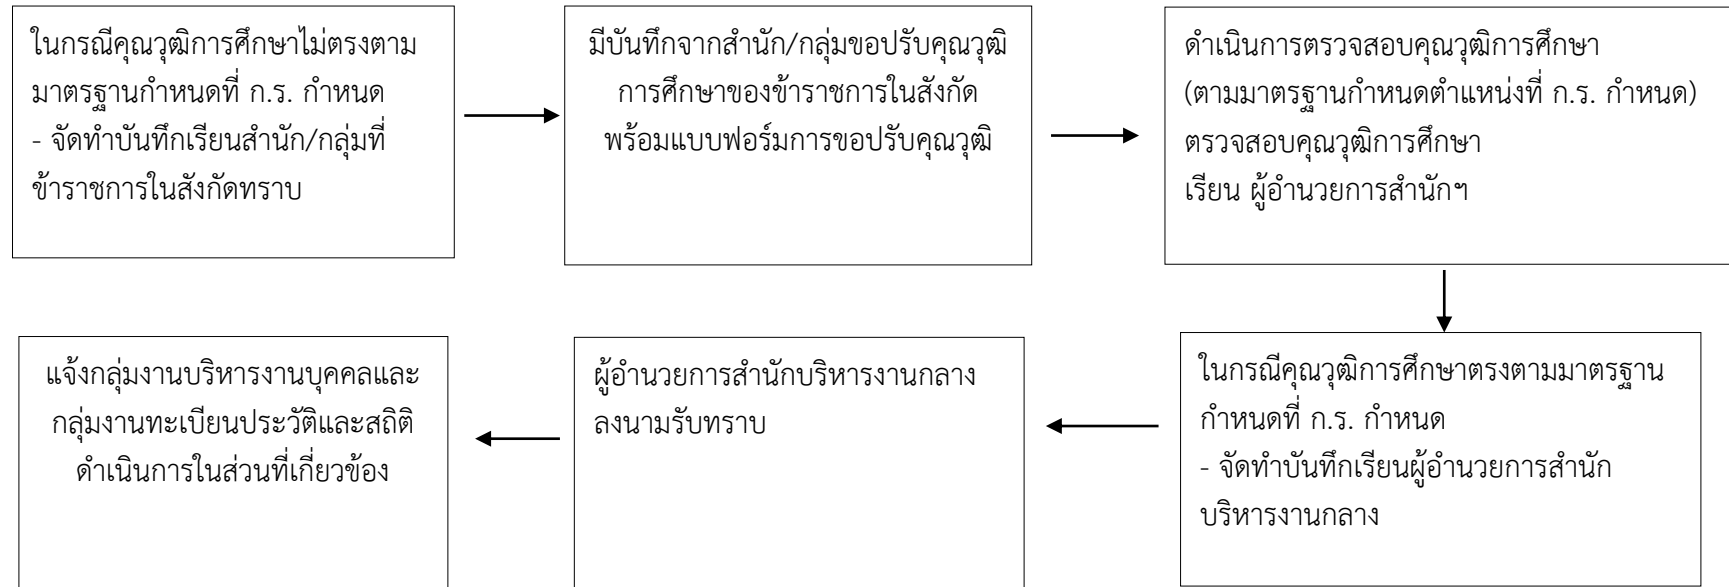 ในกรณีคุณวุฒิการศึกษาไม่ตรงตาม
มาตรฐานกำหนดที่ ก.ร. กำหนด
- จัดทำบันทึกเรียนสำนัก/กลุ่มที่
ข้าราชการในสังกัดทราบ
มีบันทึกจากสำนัก/กลุ่มขอปรับคุณวุฒิ
การศึกษาของข้าราชการในสังกัด
พร้อมแบบฟอร์มการขอปรับคุณวุฒิ
ดำเนินการตรวจสอบคุณวุฒิการศึกษา
(ตามมาตรฐานกำหนดตำแหน่งที่ ก.ร. กำหนด)
ตรวจสอบคุณวุฒิการศึกษา
เรียน ผู้อำนวยการสำนักฯ
แจ้งกลุ่มงานบริหารงานบุคคลและ
กลุ่มงานทะเบียนประวัติและสถิติ
ดำเนินการในส่วนที่เกี่ยวข้อง
ผู้อำนวยการสำนักบริหารงานกลาง
ลงนามรับทราบ
ในกรณีคุณวุฒิการศึกษาตรงตามมาตรฐาน
กำหนดที่ ก.ร. กำหนด
- จัดทำบันทึกเรียนผู้อำนวยการสำนัก
บริหารงานกลาง